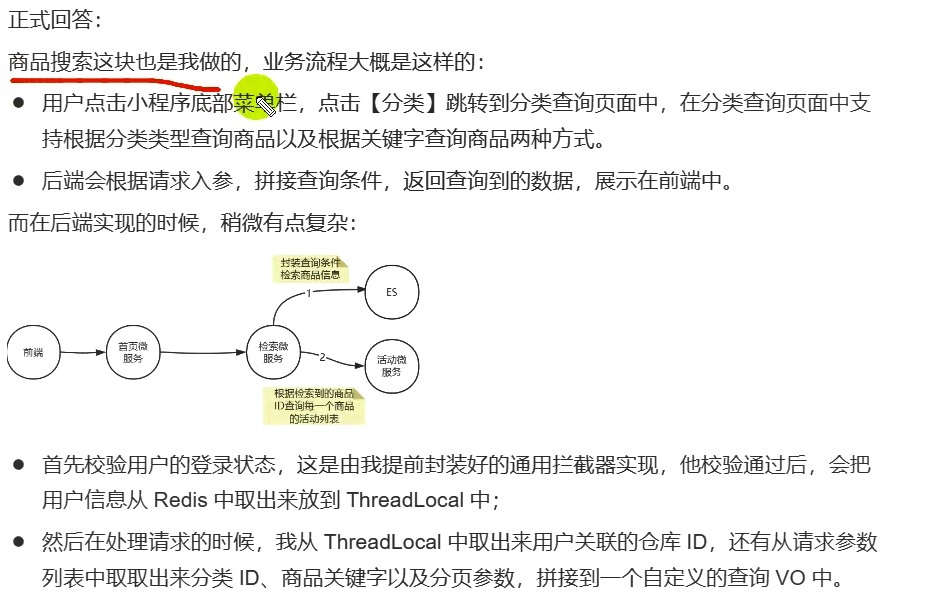 正式回答：
商品搜索这块也是我做的，业务流程大概是这样的：
● 用户点击小程序底部菜单栏，点击【分类】跳转到分类查询页面中，在分类查询页面中支
持根据分类类型查询商品以及根据关键字查询商品两种方式。
● 后端会根据请求入参，拼接查询条件，返回查询到的数据，展示在前端中。
而在后端实现的时候，稍微有点复杂：
封装查询条件
检索商品信息
1
ES
前端
首页微
服务
检索微
服务
2
活动微
服务
根据检索到的商品
ID查询每一个商品
的活动列表
● 首先校验用户的登录状态，这是由我提前封装好的通用拦截器实现，他校验通过后，会把
用户信息从 Redis 中取出来放到 ThreadLocal 中；
● 然后在处理请求的时候，我从 ThreadLocal 中取出来用户关联的仓库 ID，还有从请求参数
列表中取取出来分类 ID、商品关键字以及分页参数，拼接到一个自定义的查询 VO 中。